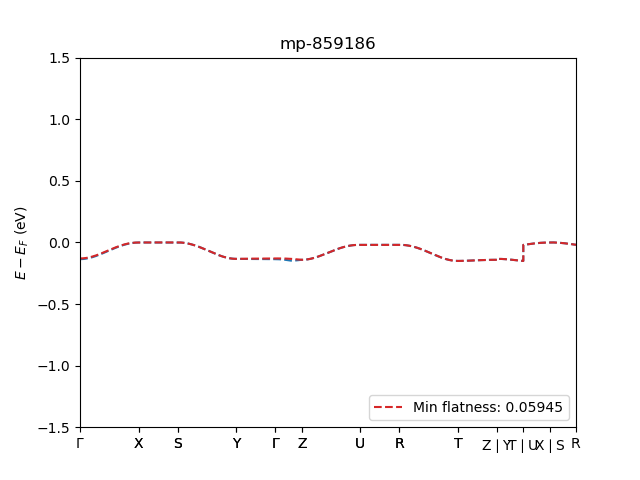 mp-859186
1.5
1.0
0.5
0.0
−0.5
−1.0
−1.5
E − E_F (eV)
Min flatness: 0.05945
Γ X S Y Γ Z U R T Z | Y T | U X | S R